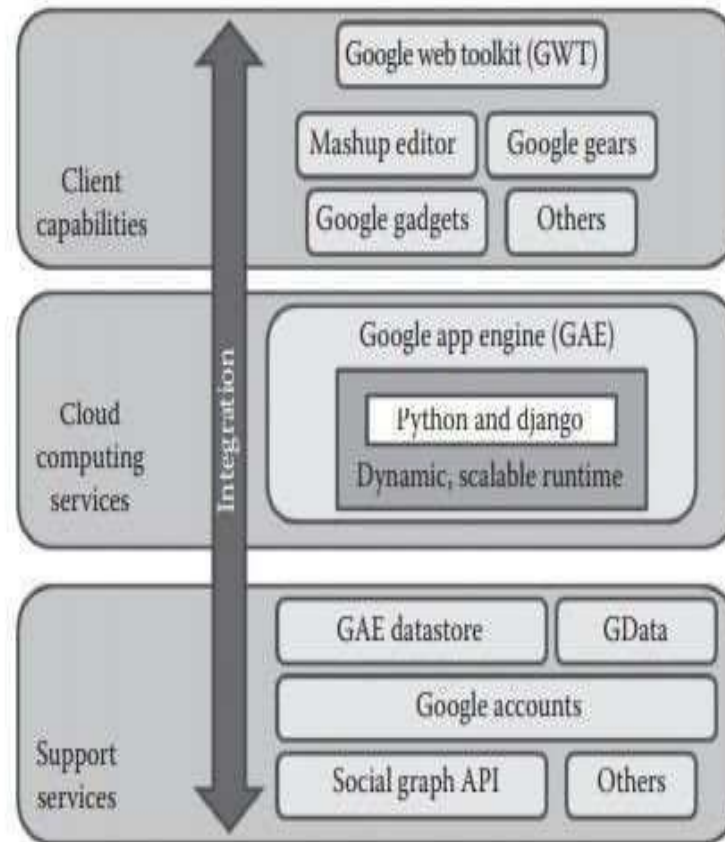 Google web toolkit (GWT)
Mashup editor
Google gears
Client
capabilities
Google gadgets
Others
Integration
Google app engine (GAE)
Cloud
computing
services
Python and django
Dynamic, scalable runtime
GAE datastore
GData
Google accounts
Support
services
Social graph API
Others